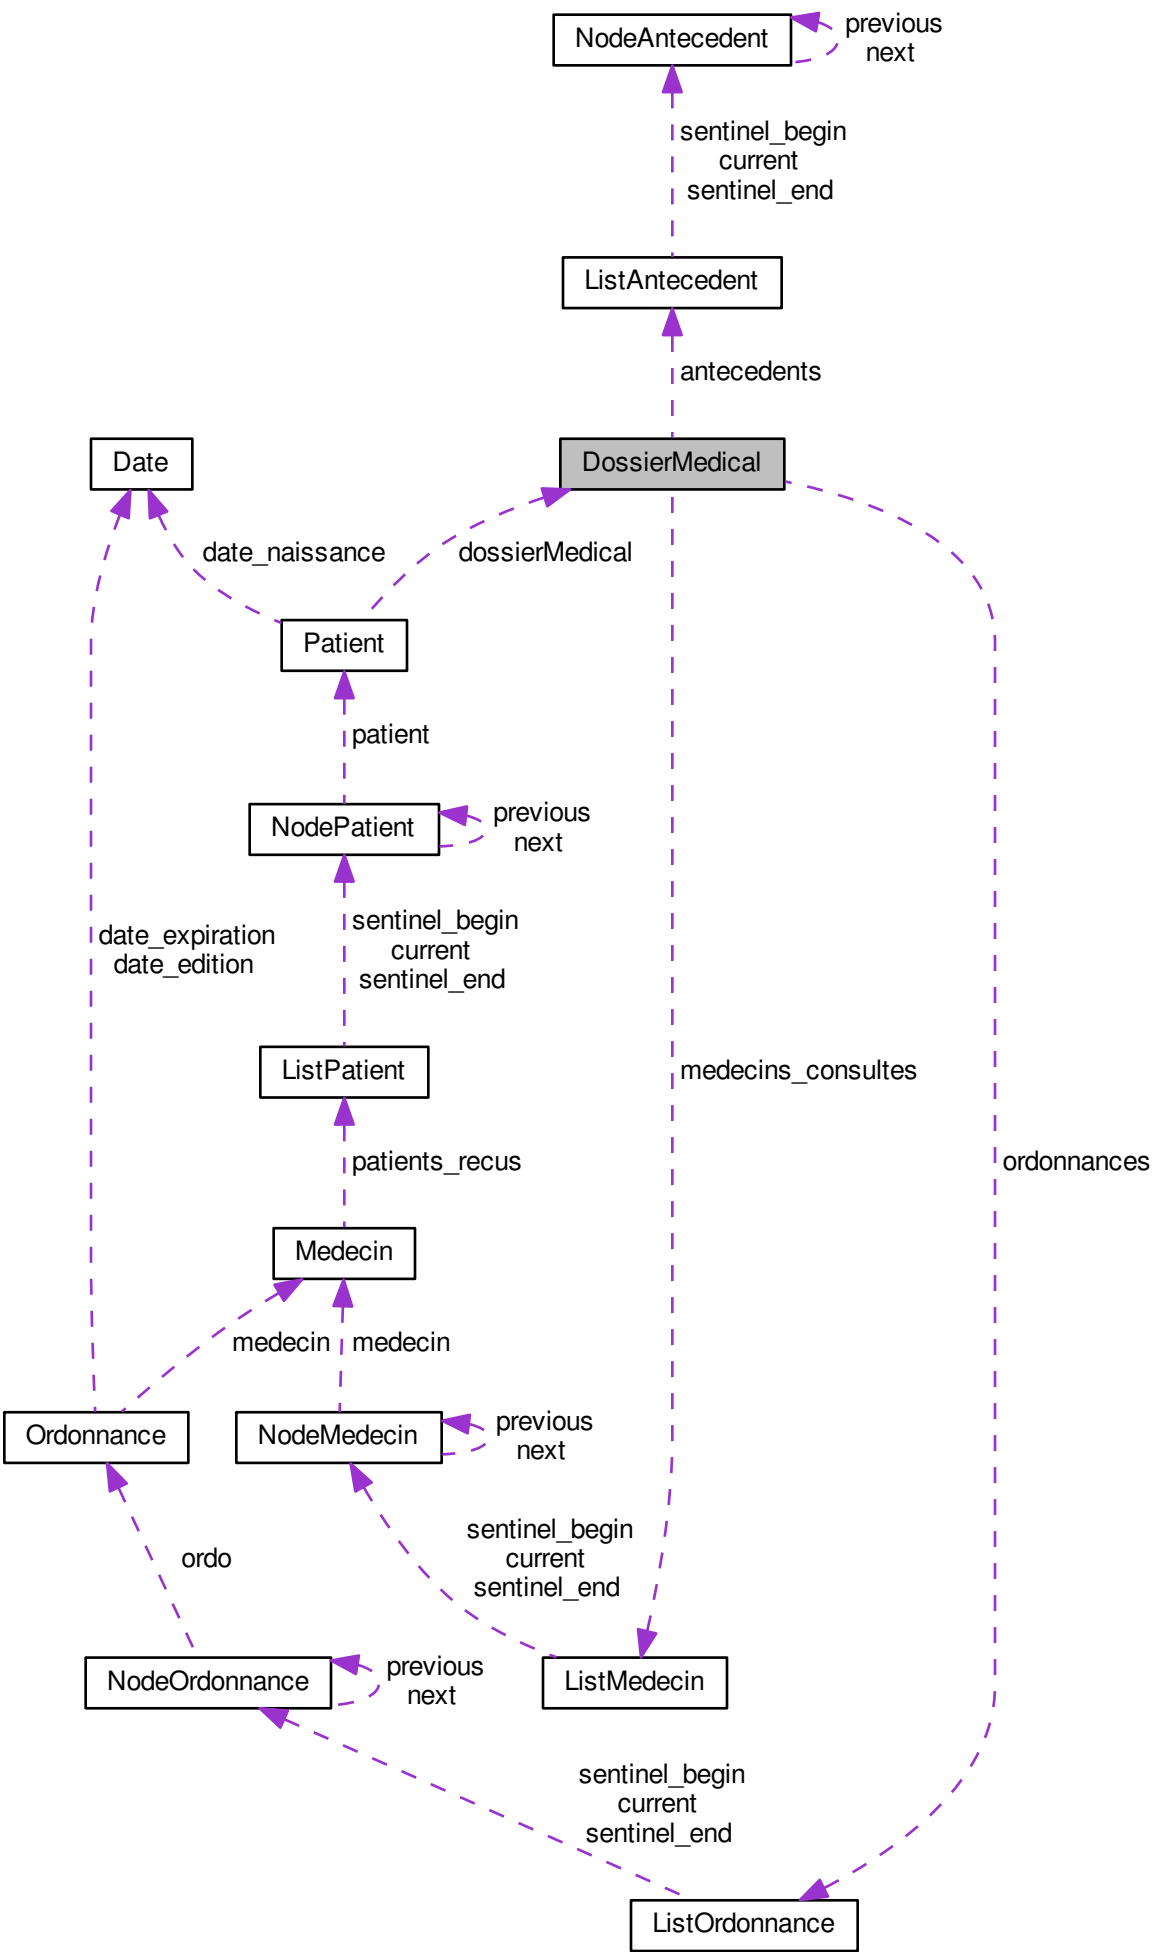 NodeAntecedent
previous
next
sentinel_begin
current
sentinel_end
ListAntecedent
antecedents
Date
DossierMedical
date_naissance
dossierMedical
Patient
patient
NodePatient
previous
next
date_expiration
date_edition
sentinel_begin
current
sentinel_end
ListPatient
medecins_consultes
patients_recus
ordonnances
Medecin
medecin
medecin
Ordonnance
NodeMedecin
previous
next
ordo
sentinel_begin
current
sentinel_end
NodeOrdonnance
previous
next
ListMedecin
sentinel_begin
current
sentinel_end
ListOrdonnance